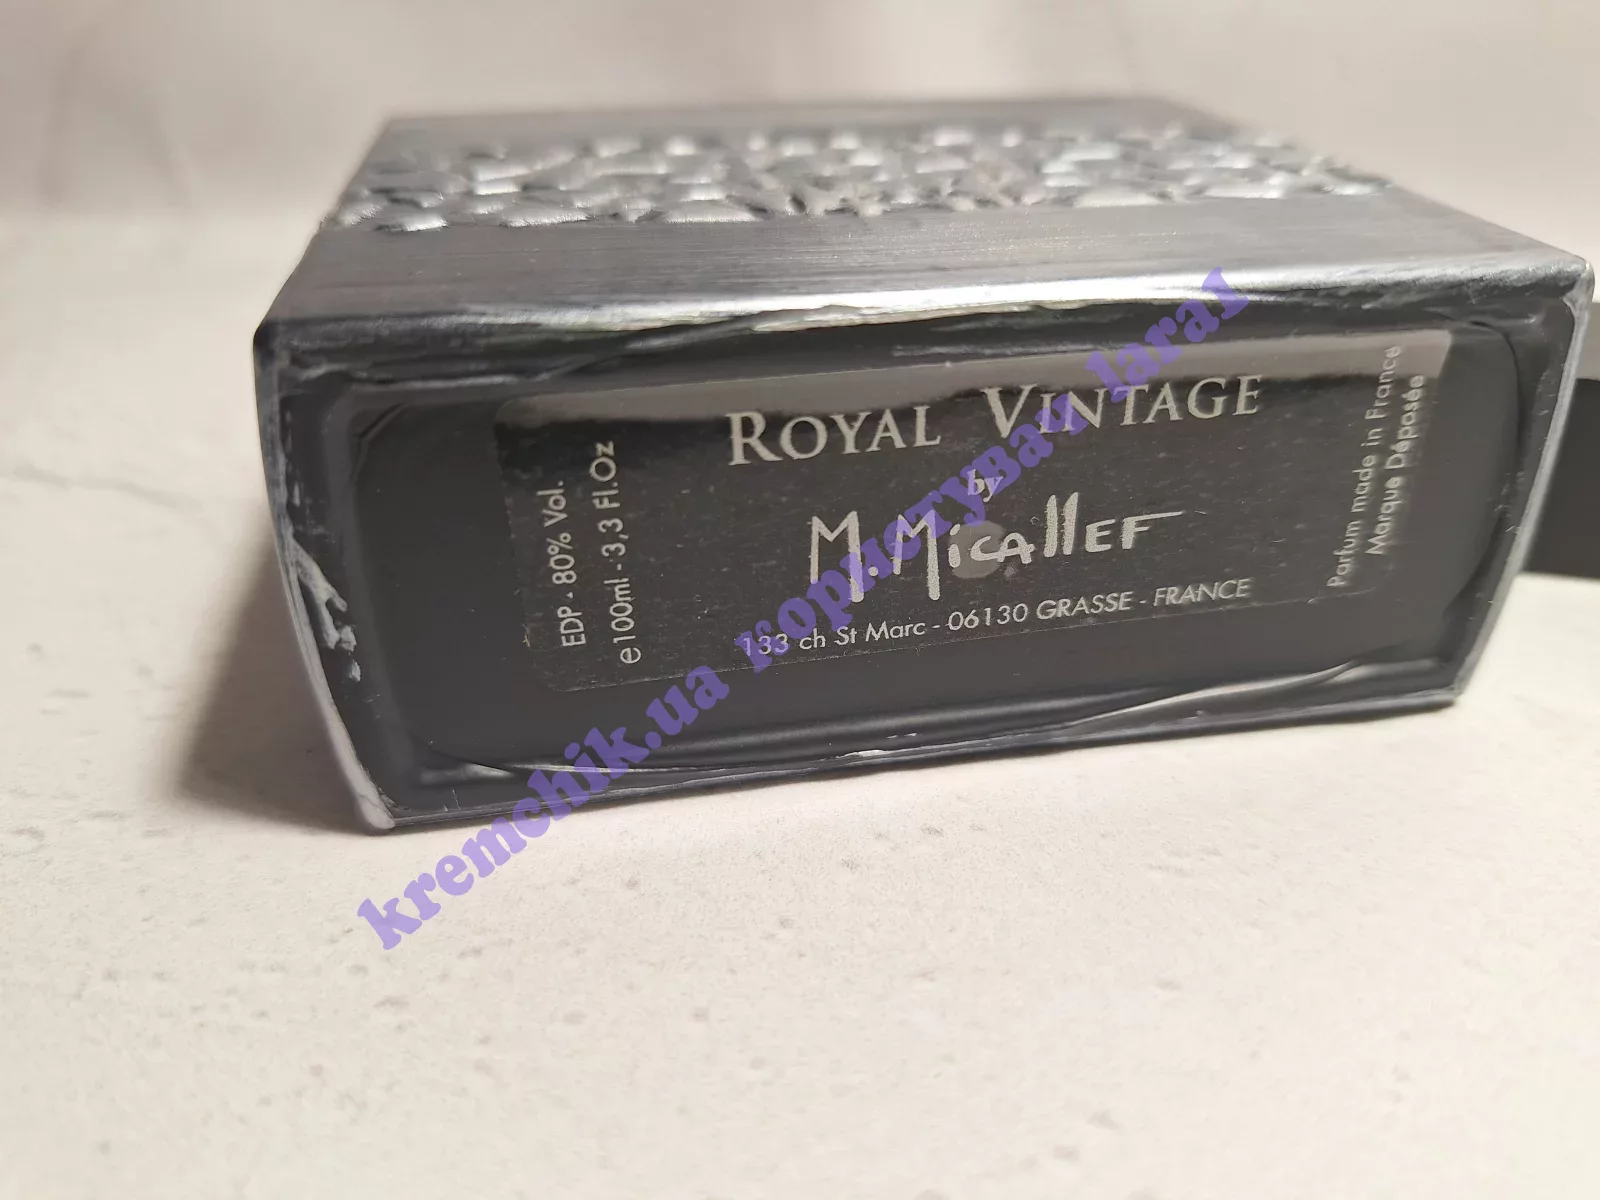 ROYAL VINTAGE
by
M. Micallef
133 ch St Marc - 06130 GRASSE - FRANCE
EDP - 80% Vol.
e100ml - 3,3 Fl.Oz
Parfum made in France
Marque Déposée
kremchik.ua користувач lara1